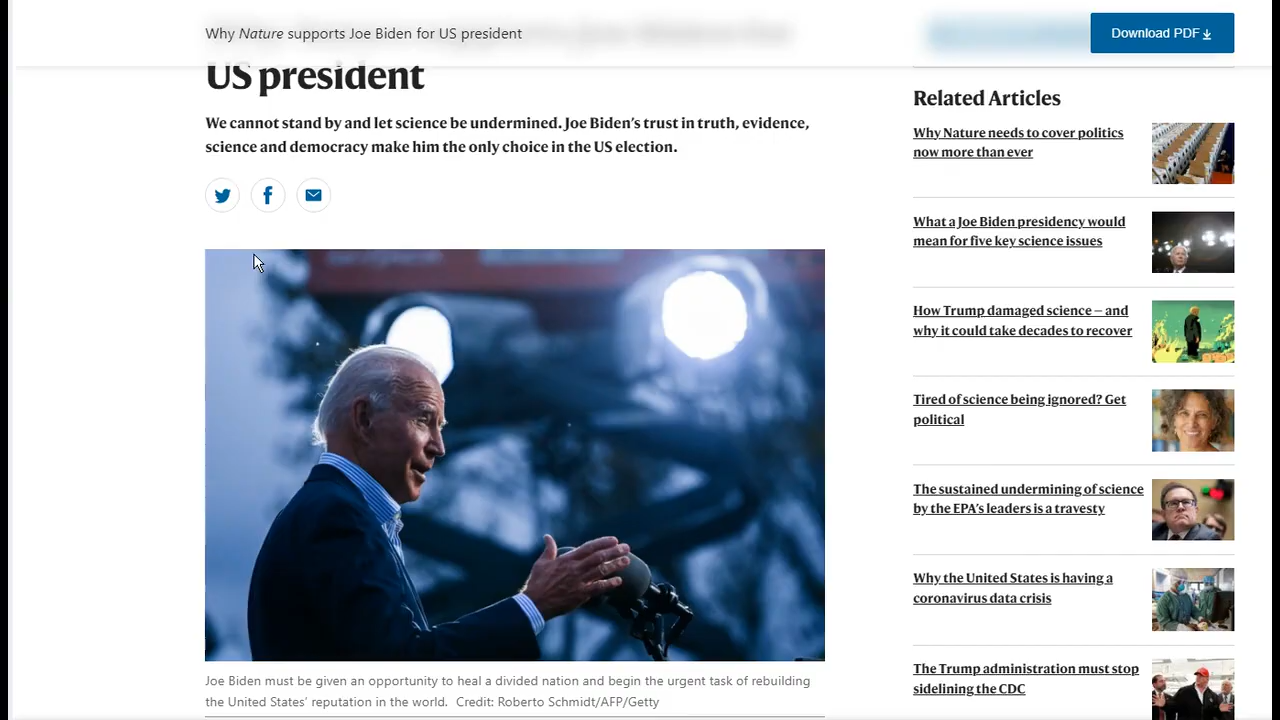 Why Nature supports Joe Biden for US president
Download PDF
US president
We cannot stand by and let science be undermined. Joe Biden's trust in truth, evidence,
science and democracy make him the only choice in the US election.
Joe Biden must be given an opportunity to heal a divided nation and begin the urgent task of rebuilding
the United States' reputation in the world. Credit: Roberto Schmidt/AFP/Getty
Related Articles
Why Nature needs to cover politics
now more than ever
What a Joe Biden presidency would
mean for five key science issues
How Trump damaged science — and
why it could take decades to recover
Tired of science being ignored? Get
political
The sustained undermining of science
by the EPA's leaders is a travesty
Why the United States is having a
coronavirus data crisis
The Trump administration must stop
sidelining the CDC